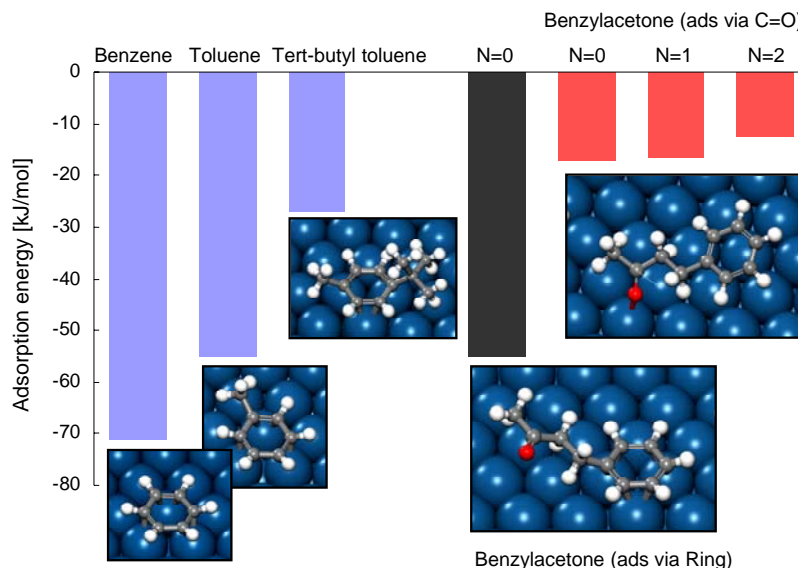 Benzylacetone (ads via C=O)
Benzene Toluene Tert-butyl toluene N=0 N=0 N=1 N=2
0
-10
-20
-30
-40
-50
-60
-70
-80
Adsorption energy [kJ/mol]
Benzylacetone (ads via Ring)